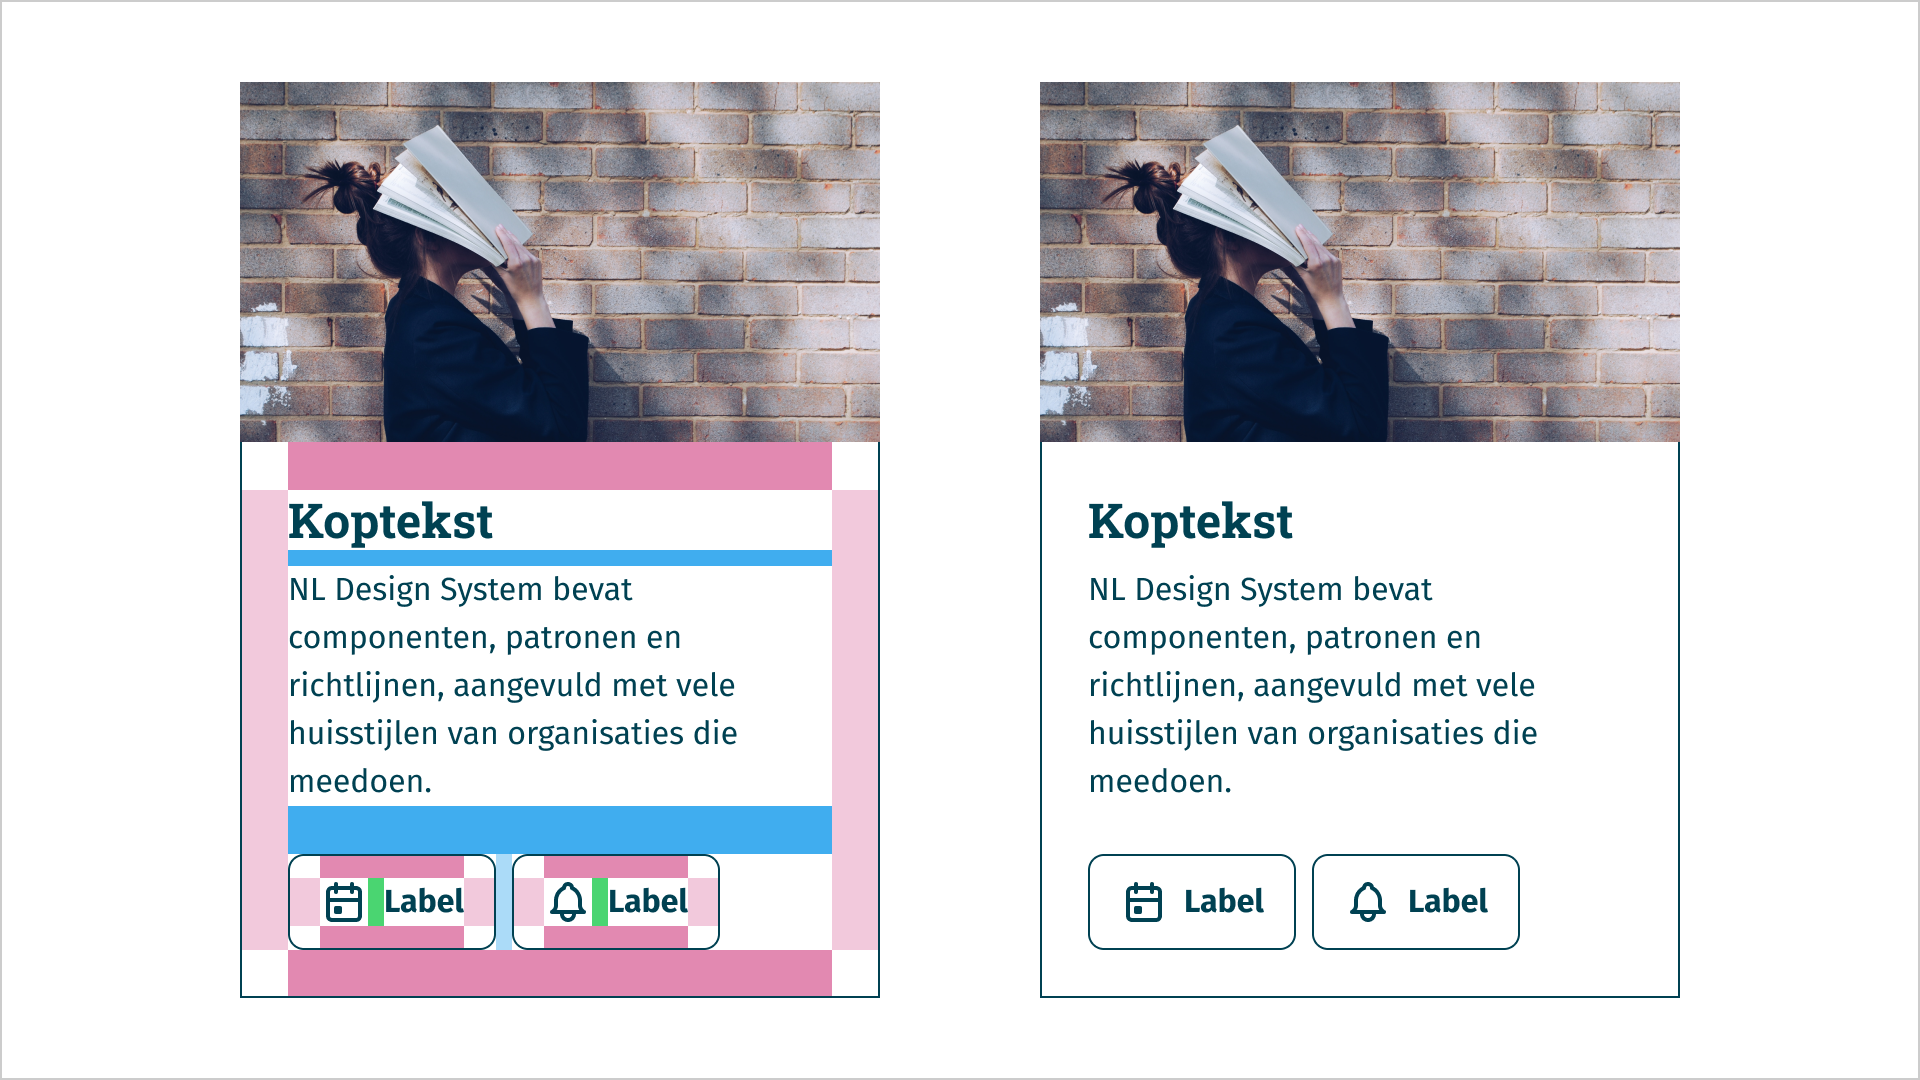 Koptekst
NL Design System bevat
componenten, patronen en
richtlijnen, aangevuld met vele
huisstijlen van organisaties die
meedoen.
Label
Label
Koptekst
NL Design System bevat
componenten, patronen en
richtlijnen, aangevuld met vele
huisstijlen van organisaties die
meedoen.
Label
Label